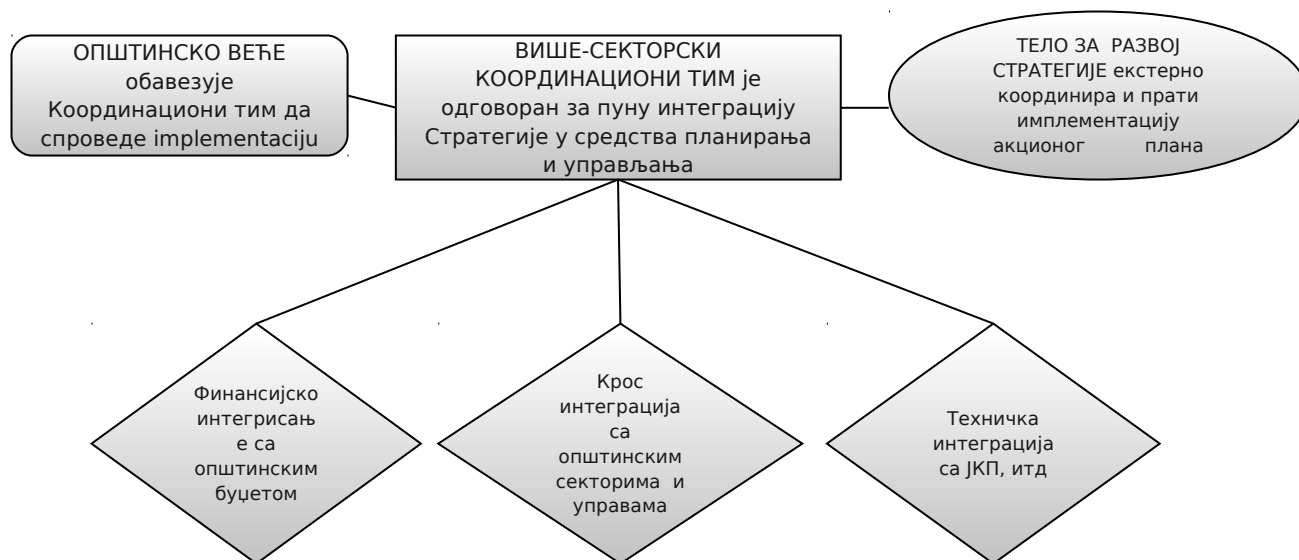 ОПШТИНСКО ВЕЋЕ
обавезује
Координациони тим да
спроведе implementaciju
ВИШЕ-СЕКТОРСКИ
КООРДИНАЦИОНИ ТИМ је
одговоран за пуну интеграцију
Стратегије у средства планирања
и управљања
ТЕЛО ЗА РАЗВОЈ
СТРАТЕГИЈЕ екстерно
координира и прати
имплементацију
акционог плана
Финансијско
интегрисањ
е са
општинским
буџетом
Крос
интеграција
са
општинским
секторима и
управама
Техничка
интеграција
са ЈКП, итд